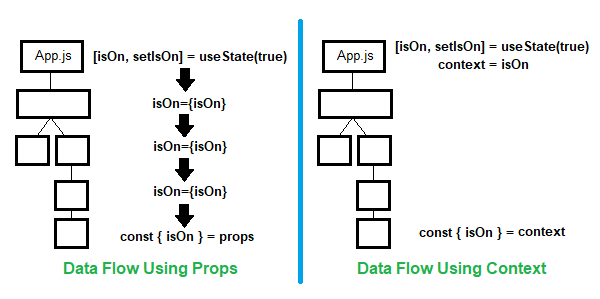 App.js
[isOn, setIsOn] = useState(true)
isOn={isOn}
isOn={isOn}
isOn={isOn}
const { isOn } = props
Data Flow Using Props
App.js
[isOn, setIsOn] = useState(true)
context = isOn
const { isOn } = context
Data Flow Using Context